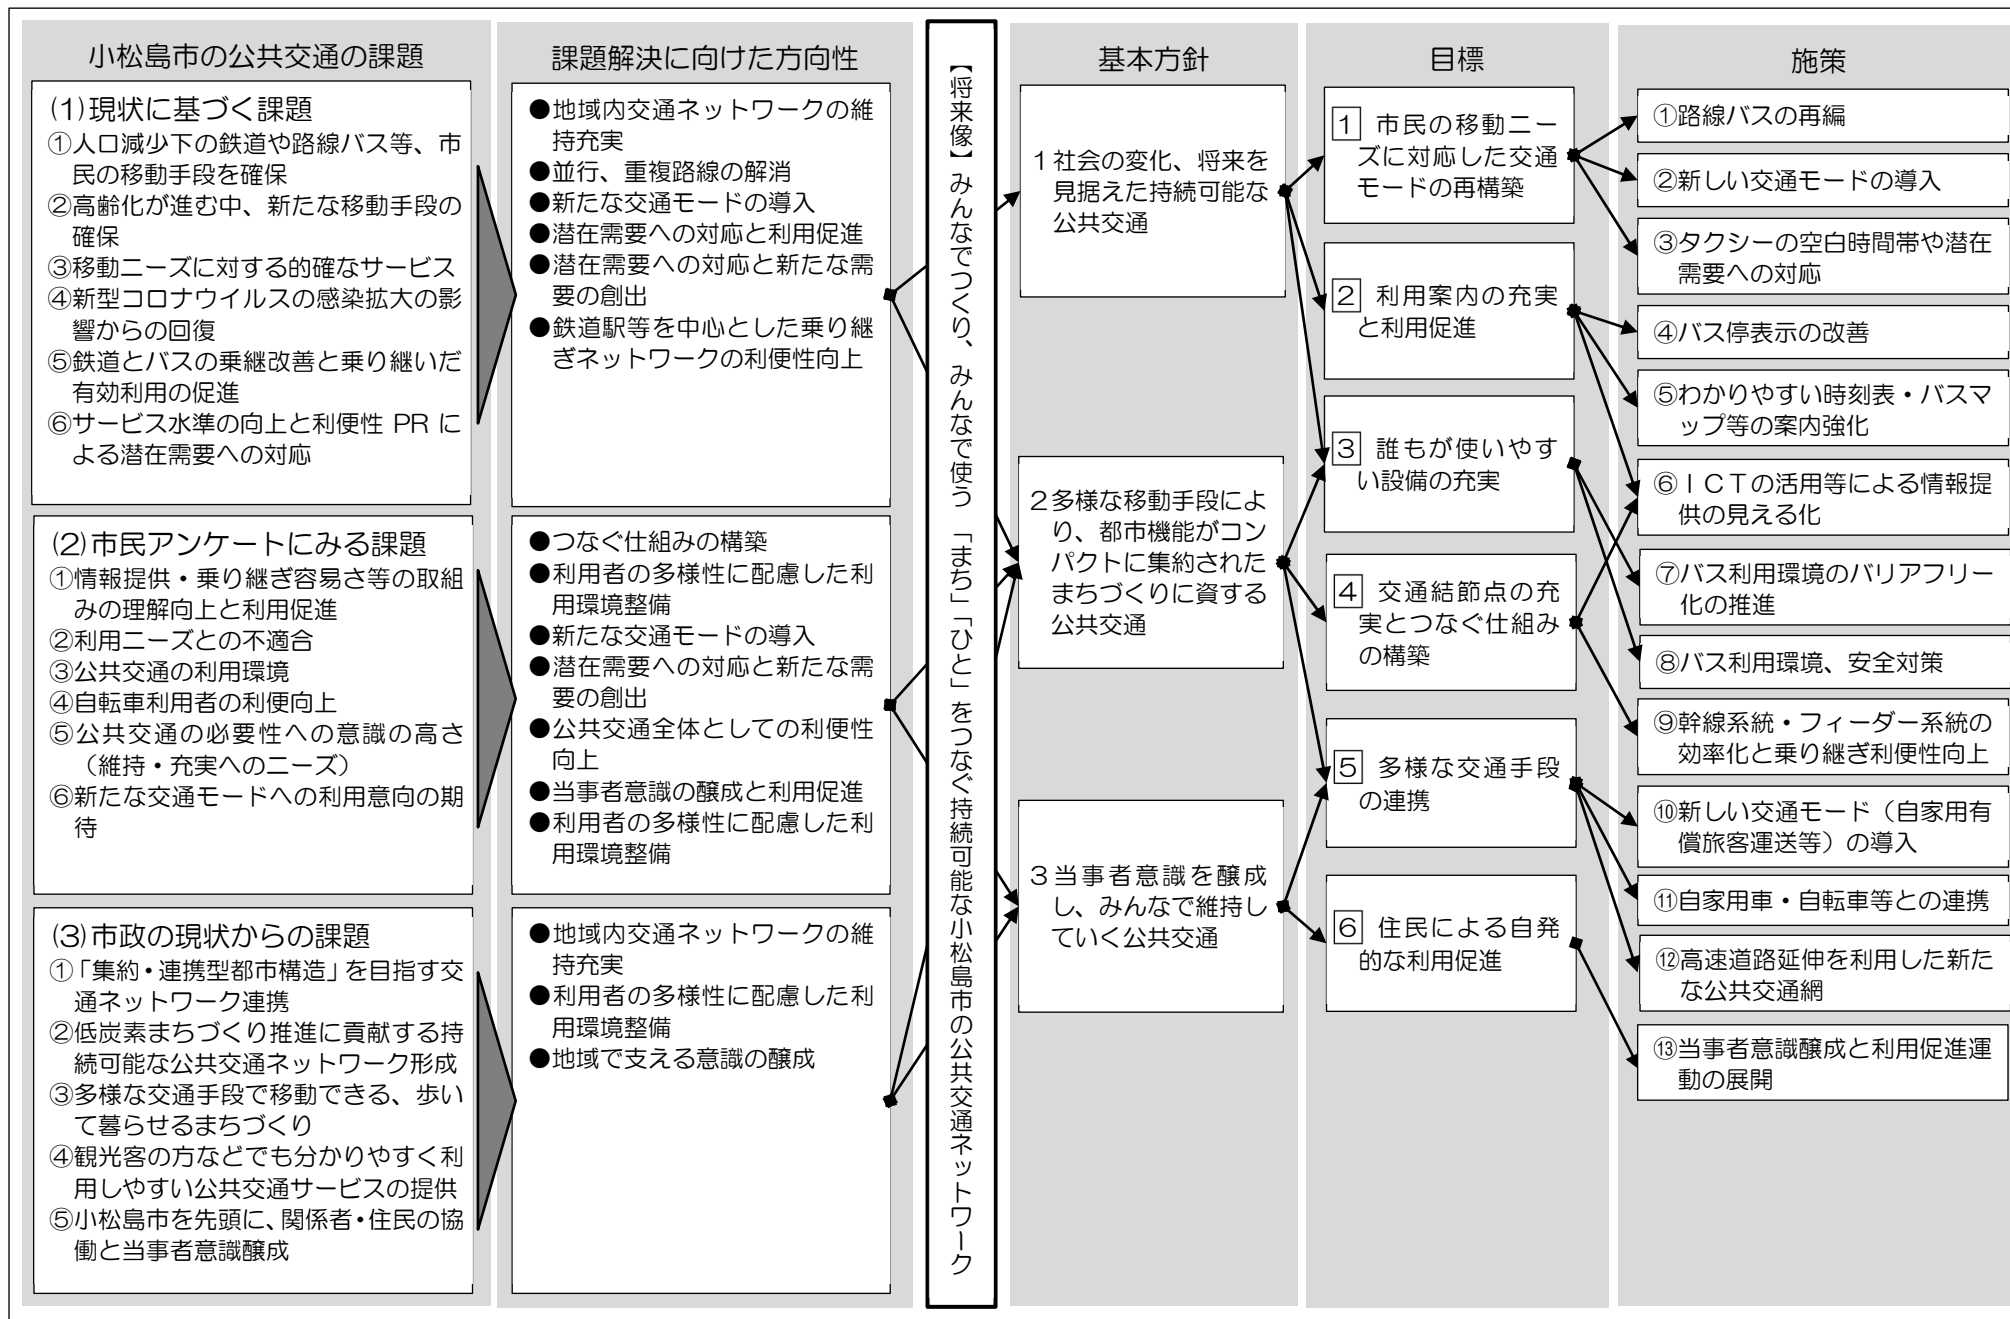 小松島市の公共交通の課題
(1)現状に基づく課題
①人口減少下の鉄道や路線バス等、市
民の移動手段を確保
②高齢化が進む中、新たな移動手段の
確保
③移動ニーズに対する的確なサービス
④新型コロナウイルスの感染拡大の影
響からの回復
⑤鉄道とバスの乗継改善と乗り継いだ
有効利用の促進
⑥サービス水準の向上と利便性 PR に
よる潜在需要への対応
(2)市民アンケートにみる課題
①情報提供・乗り継ぎ容易さ等の取組
みの理解向上と利用促進
②利用ニーズとの不適合
③公共交通の利用環境
④自転車利用者の利便向上
⑤公共交通の必要性への意識の高さ
（維持・充実へのニーズ）
⑥新たな交通モードへの利用意向の期
待
(3)市政の現状からの課題
①「集約・連携型都市構造」を目指す交
通ネットワーク連携
②低炭素まちづくり推進に貢献する持
続可能な公共交通ネットワーク形成
③多様な交通手段で移動できる、歩い
て暮らせるまちづくり
④観光客の方などでも分かりやすく利
用しやすい公共交通サービスの提供
⑤小松島市を先頭に、関係者・住民の協
働と当事者意識醸成
課題解決に向けた方向性
●地域内交通ネットワークの維
持充実
●並行、重複路線の解消
●新たな交通モードの導入
●潜在需要への対応と利用促進
●潜在需要への対応と新たな需
要の創出
●鉄道駅等を中心とした乗り継
ぎネットワークの利便性向上
●つなぐ仕組みの構築
●利用者の多様性に配慮した利
用環境整備
●新たな交通モードの導入
●潜在需要への対応と新たな需
要の創出
●公共交通全体としての利便性
向上
●当事者意識の醸成と利用促進
●利用者の多様性に配慮した利
用環境整備
●地域内交通ネットワークの維
持充実
●利用者の多様性に配慮した利
用環境整備
●地域で支える意識の醸成
【将来像】みんなでつくり、みんなで使う 「まち」「ひと」をつなぐ持続可能な小松島市の公共交通ネットワーク
基本方針
1 社会の変化、将来を
見据えた持続可能な
公共交通
2 多様な移動手段によ
り、都市機能がコン
パクトに集約された
まちづくりに資する
公共交通
3 当事者意識を醸成
し、みんなで維持し
ていく公共交通
目標
1 市民の移動ニー
ズに対応した交通
モードの再構築
2 利用案内の充実
と利用促進
3 誰もが使いやす
い設備の充実
4 交通結節点の充
実とつなぐ仕組み
の構築
5 多様な交通手段
の連携
6 住民による自発
的な利用促進
施策
①路線バスの再編
②新しい交通モードの導入
③タクシーの空白時間帯や潜在
需要への対応
④バス停表示の改善
⑤わかりやすい時刻表・バスマ
ップ等の案内強化
⑥ＩＣＴの活用等による情報提
供の見える化
⑦バス利用環境のバリアフリー
化の推進
⑧バス利用環境、安全対策
⑨幹線系統・フィーダー系統の
効率化と乗り継ぎ利便性向上
⑩新しい交通モード（自家用有
償旅客運送等）の導入
⑪自家用車・自転車等との連携
⑫高速道路延伸を利用した新た
な公共交通網
⑬当事者意識醸成と利用促進運
動の展開